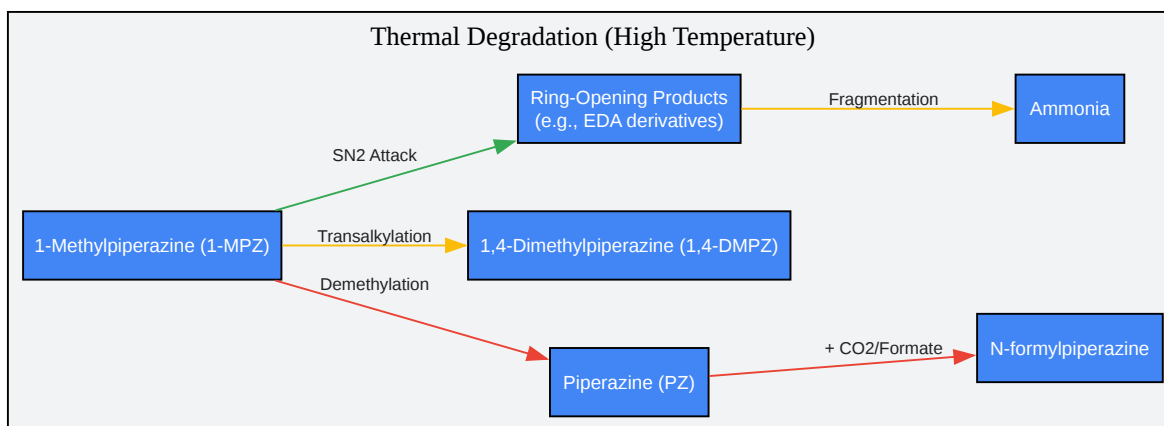 Thermal Degradation (High Temperature)
Ring-Opening Products
(e.g., EDA derivatives)
Fragmentation
Ammonia
SN2 Attack
1-Methylpiperazine (1-MPZ)
Transalkylation
1,4-Dimethylpiperazine (1,4-DMPZ)
Demethylation
Piperazine (PZ)
+ CO2/Formate
N-formylpiperazine